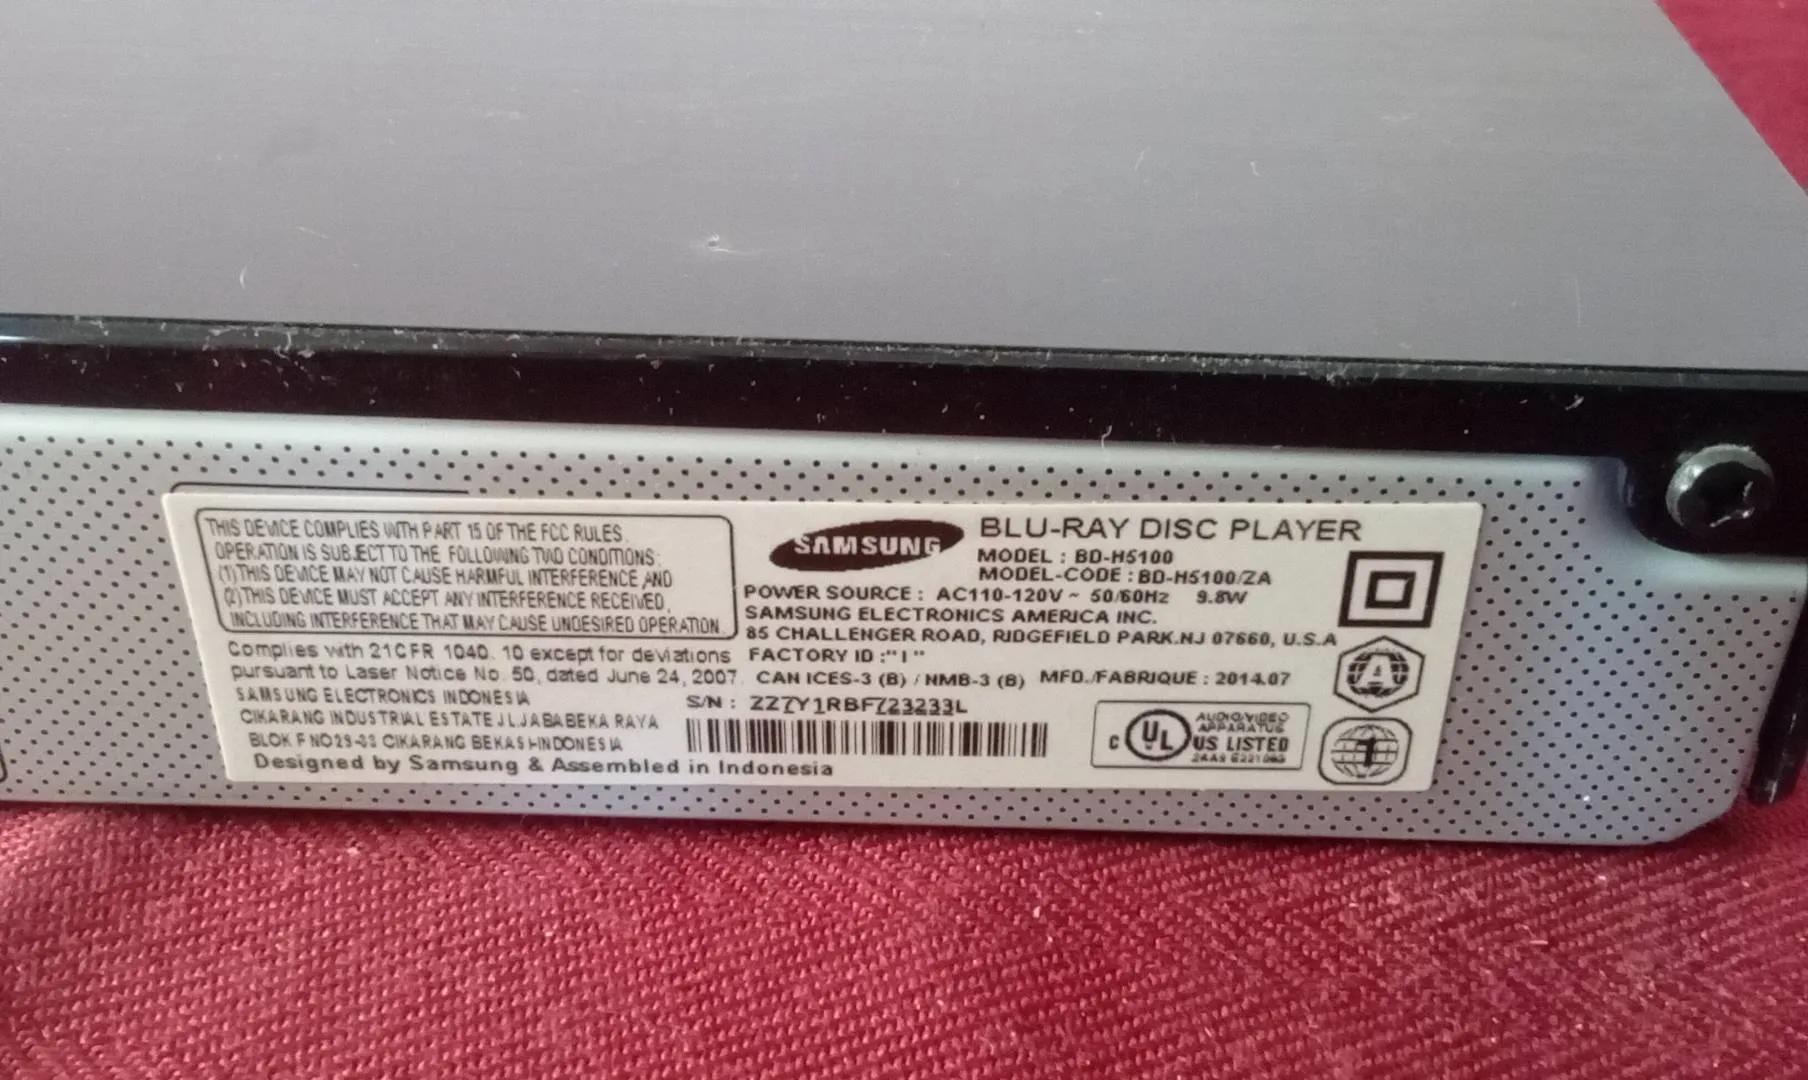 THIS DEVICE COMPLIES WITH PART 15 OF THE FCC RULES.
OPERATION IS SUBJECT TO THE FOLLOWING TWO CONDITIONS:
(1) THIS DEVICE MAY NOT CAUSE HARMFUL INTERFERENCE, AND
(2) THIS DEVICE MUST ACCEPT ANY INTERFERENCE RECEIVED,
INCLUDING INTERFERENCE THAT MAY CAUSE UNDESIRED OPERATION.
Complies with 21CFR 1040. 10 except for deviations
pursuant to Laser Notice No. 50, dated June 24, 2007.
SAMSUNG ELECTRONICS INDONESIA
CIKARANG INDUSTRIAL ESTATE JL.JABABEKA RAYA
BLOK F NO29-33 CIKARANG BEKASI-INDONESIA
Designed by Samsung & Assembled in Indonesia
SAMSUNG
BLU-RAY DISC PLAYER
MODEL : BD-H5100
MODEL-CODE : BD-H5100/ZA
POWER SOURCE : AC110-120V ~ 50/60Hz 9.8W
SAMSUNG ELECTRONICS AMERICA INC.
85 CHALLENGER ROAD, RIDGEFIELD PARK.NJ 07660, U.S.A
FACTORY ID :"I"
CAN ICES-3 (B) / NMB-3 (B) MFD./FABRIQUE : 2014.07
S/N : ZZ7Y1RBF723233L
C UL US LISTED
AUDIO/VIDEO
APPARATUS
A
1